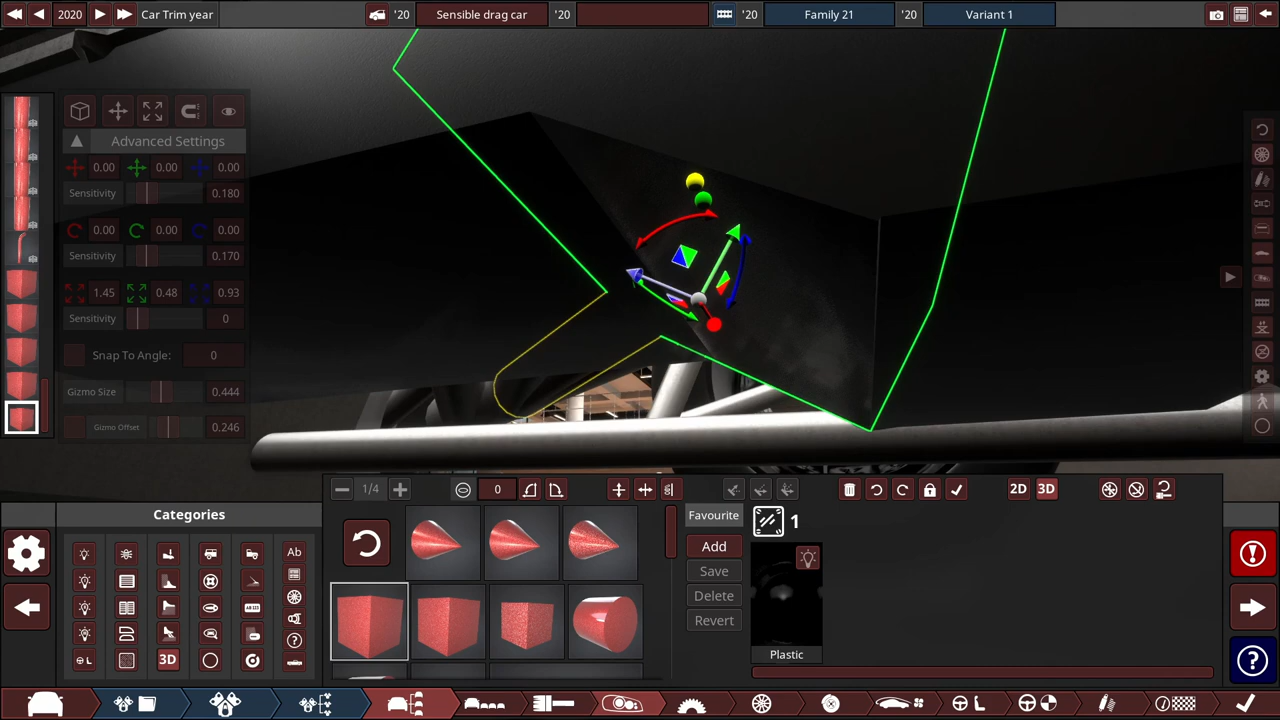 2020 Car Trim year '20 Sensible drag car '20 '20 Family 21 '20 Variant 1
Advanced Settings
0.00 0.00 0.00
Sensitivity 0.180
0.00 0.00 0.00
Sensitivity 0.170
1.45 0.48 0.93
Sensitivity 0
Snap To Angle: 0
Gizmo Size 0.444
Gizmo Offset 0.246
1/4 0 2D 3D
Categories
Favourite
1
Add
Save
Delete
Revert
Ab
AB 111
L
3D
Plastic